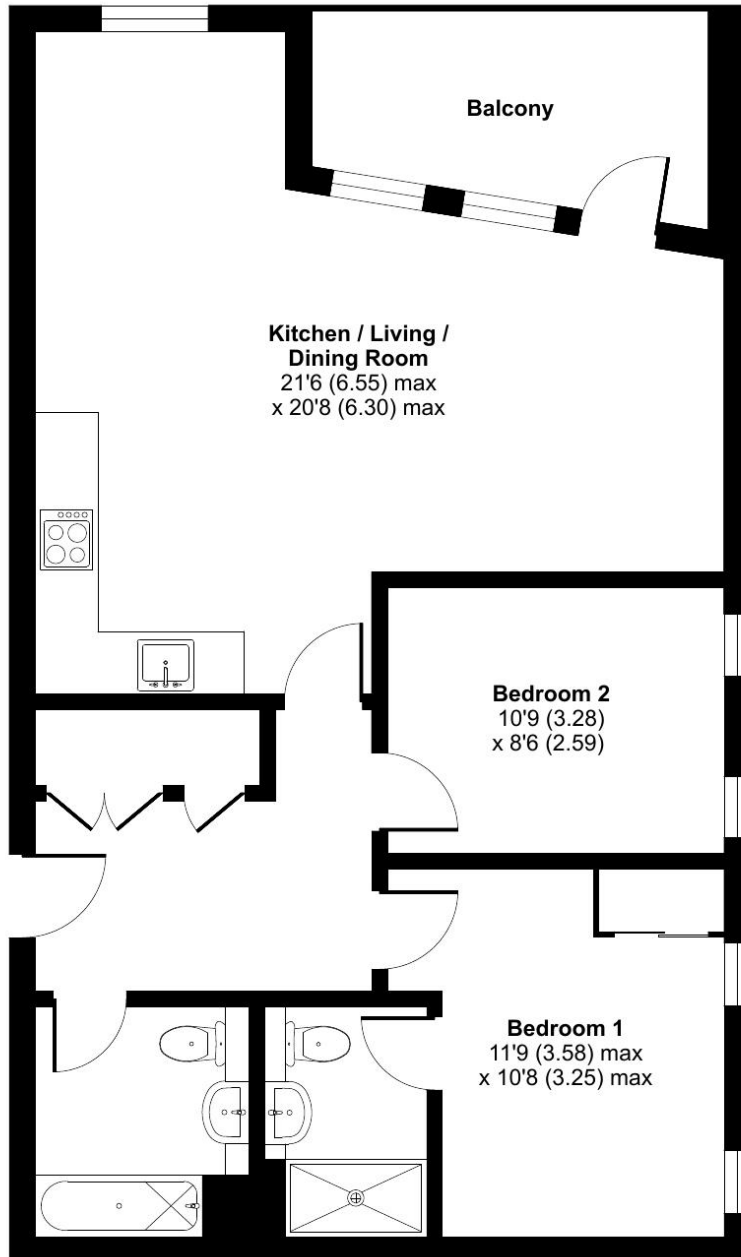 Balcony
Kitchen / Living /
Dining Room
21'6 (6.55) max
x 20'8 (6.30) max
Bedroom 2
10'9 (3.28)
x 8'6 (2.59)
Bedroom 1
11'9 (3.58) max
x 10'8 (3.25) max